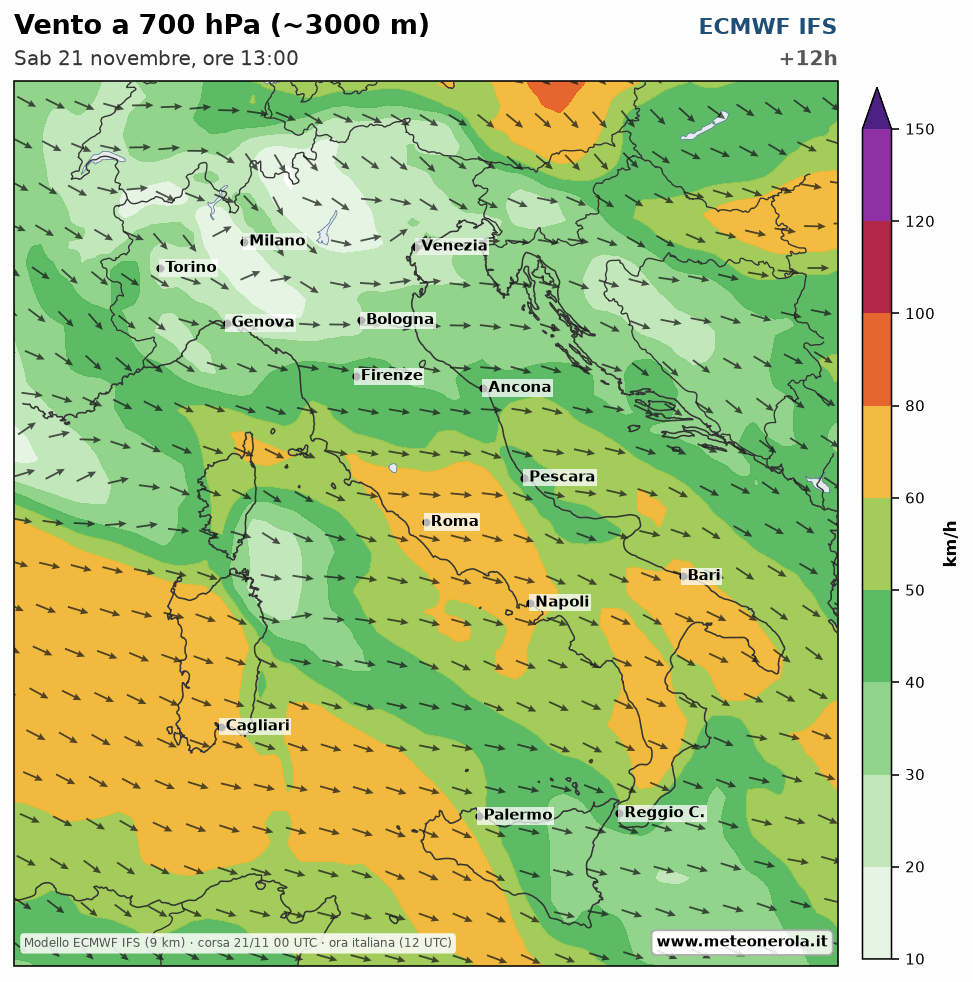 Vento a 700 hPa (~3000 m)
ECMWF IFS
Sab 21 novembre, ore 13:00
+12h
Milano
Venezia
Torino
Genova
Bologna
Firenze
Ancona
Pescara
Roma
Bari
Napoli
Cagliari
Palermo
Reggio C.
150
120
100
80
60
50
40
30
20
10
km/h
Modello ECMWF IFS (9 km) · corsa 21/11 00 UTC · ora italiana (12 UTC)
www.meteonerola.it